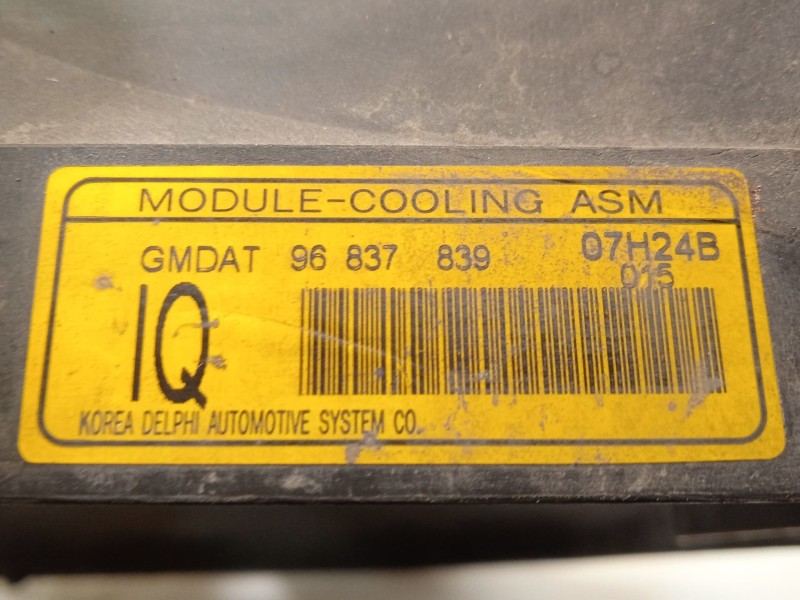 MODULE-COOLING ASM
GMDAT 96 837 839 07H24B
015
IQ
KOREA DELPHI AUTOMOTIVE SYSTEM CO.